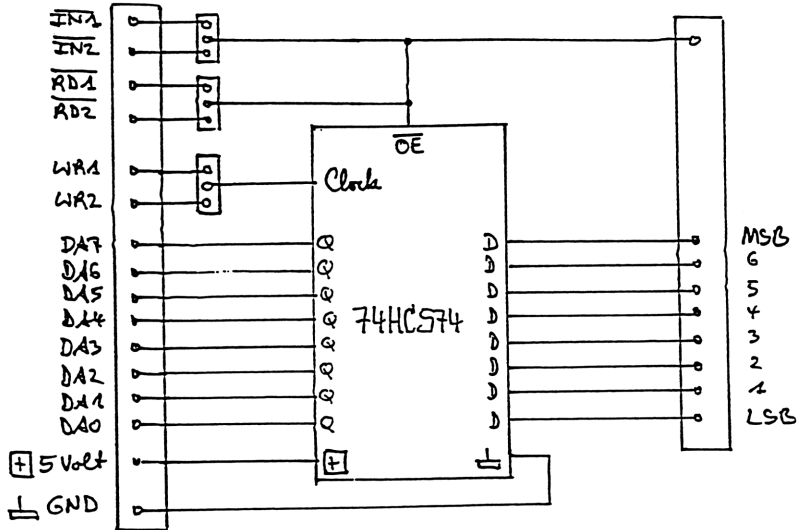 IN1
IN2
RD1
RD2
WR1
WR2
DA7
DA6
DA5
DA4
DA3
DA2
DA1
DA0
+ 5 Volt
GND
OE
Clock
Q D
Q D
Q D
Q D
74HC574
Q D
Q D
Q D
Q D
+
MSB
6
5
4
3
2
1
LSB